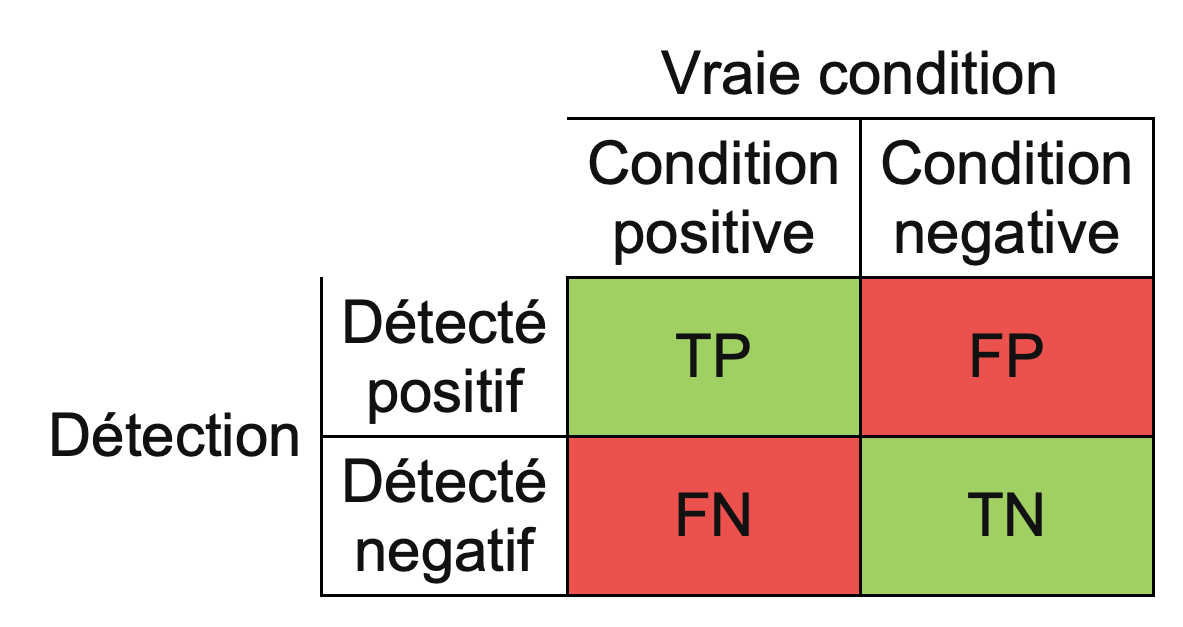 Vraie condition
Condition
positive
Condition
negative
Détecté
positif
TP
FP
Détection
Détecté
negatif
FN
TN